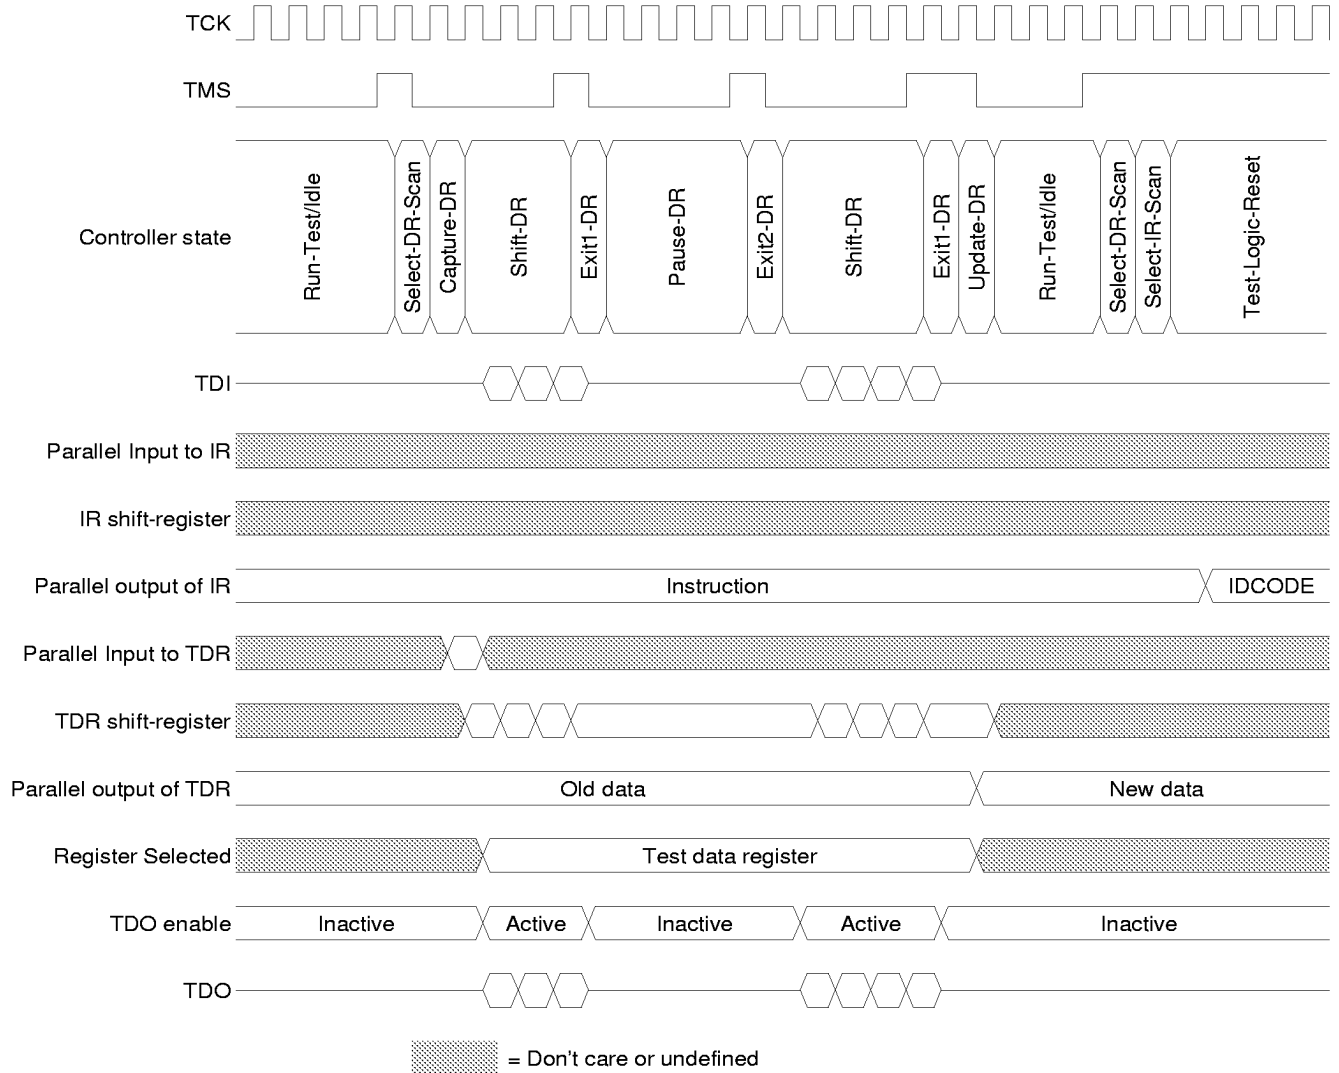 TCK
TMS
Controller state
Run-Test/Idle
Select-DR-Scan
Capture-DR
Shift-DR
Exit1-DR
Pause-DR
Exit2-DR
Shift-DR
Exit1-DR
Update-DR
Run-Test/Idle
Select-DR-Scan
Select-IR-Scan
Test-Logic-Reset
TDI
Parallel Input to IR
IR shift-register
Parallel output of IR
Instruction
IDCODE
Parallel Input to TDR
TDR shift-register
Parallel output of TDR
Old data
New data
Register Selected
Test data register
TDO enable
Inactive
Active
Inactive
Active
Inactive
TDO
= Don't care or undefined